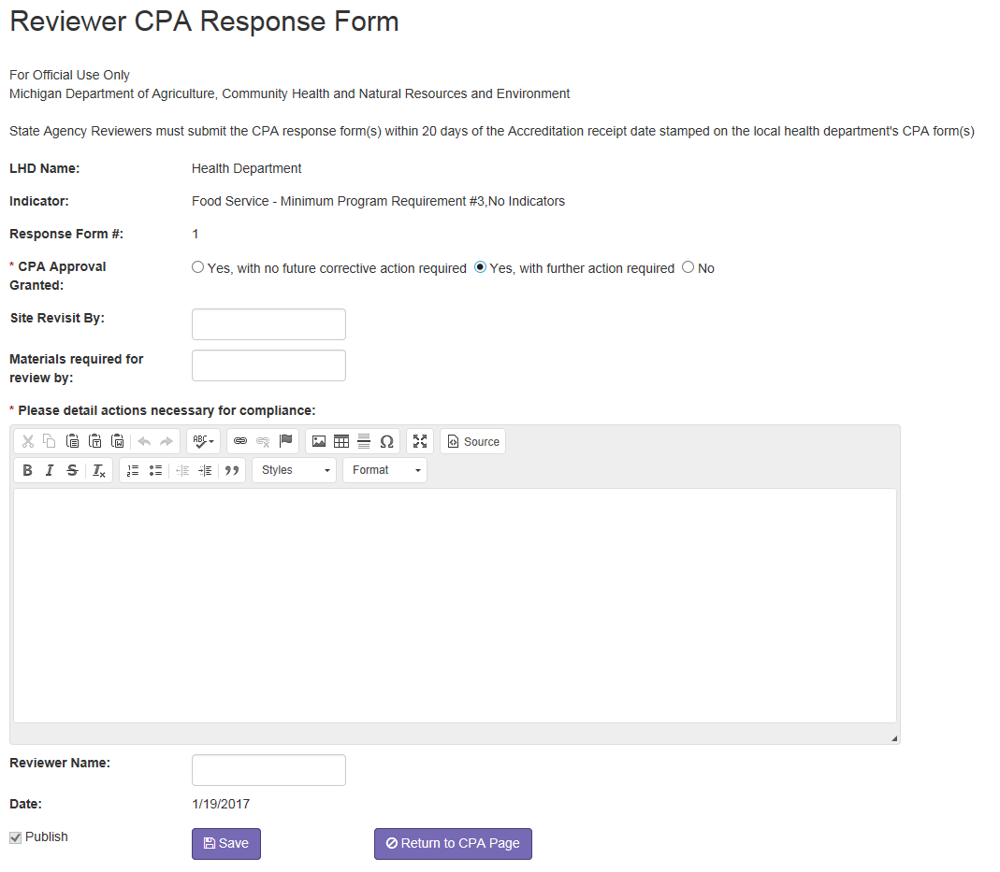 Reviewer CPA Response Form
For Official Use Only
Michigan Department of Agriculture, Community Health and Natural Resources and Environment
State Agency Reviewers must submit the CPA response form(s) within 20 days of the Accreditation receipt date stamped on the local health department's CPA form(s)
LHD Name: Health Department
Indicator: Food Service - Minimum Program Requirement #3,No Indicators
Response Form #: 1
* CPA Approval
Granted:
Yes, with no future corrective action required Yes, with further action required No
Site Revisit By:
Materials required for
review by:
* Please detail actions necessary for compliance:
ABC Source
B I S Ix Styles Format
Reviewer Name:
Date: 1/19/2017
Publish Save Return to CPA Page